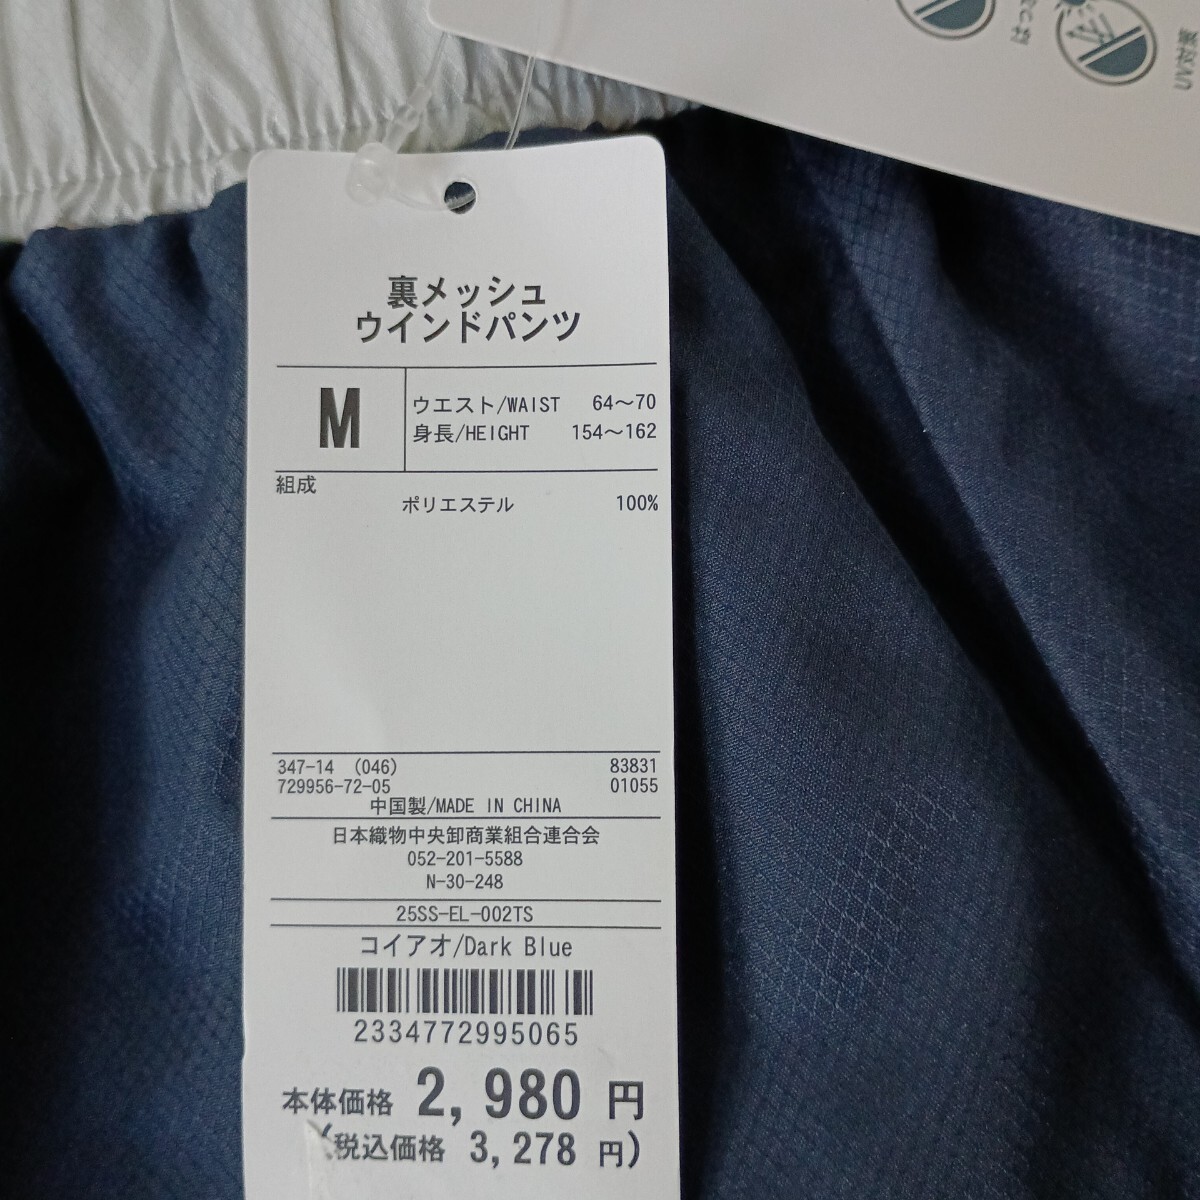 UV対策
裏メッシュ
ウインドパンツ
M
ウエスト/WAIST 64〜70
身長/HEIGHT 154〜162
組成
ポリエステル 100%
347-14 (046) 83831
729956-72-05 01055
中国製/MADE IN CHINA
日本織物中央卸商業組合連合会
052-201-5588
N-30-248
25SS-EL-002TS
コイアオ/Dark Blue
2334772995065
本体価格 2,980 円
(税込価格 3,278 円)